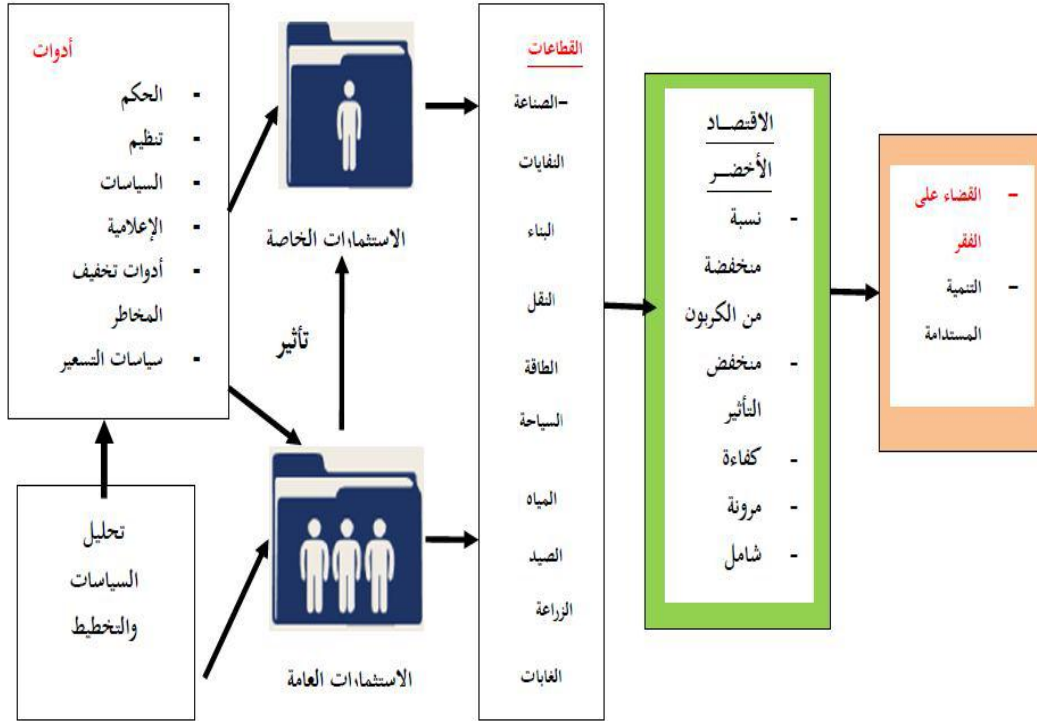 أدوات
- الحكم
- تنظيم
- السياسات
- الإعلامية
- أدوات تخفيف
المخاطر
- سياسات التسعير
تحليل
السياسات
والتخطيط
الاستثمارات الخاصة
تأثير
الاستثمارات العامة
القطاعات
-الصناعة
النفايات
البناء
النقل
الطاقة
السياحة
المياه
الصيد
الزراعة
الغابات
الاقتصـــاد
الأخضــر
- نسبة
منخفضة
من الكربون
- منخفض
التأثير
- كفاءة
- مرونة
- شامل
- القضاء على
الفقر
- التنمية
المستدامة